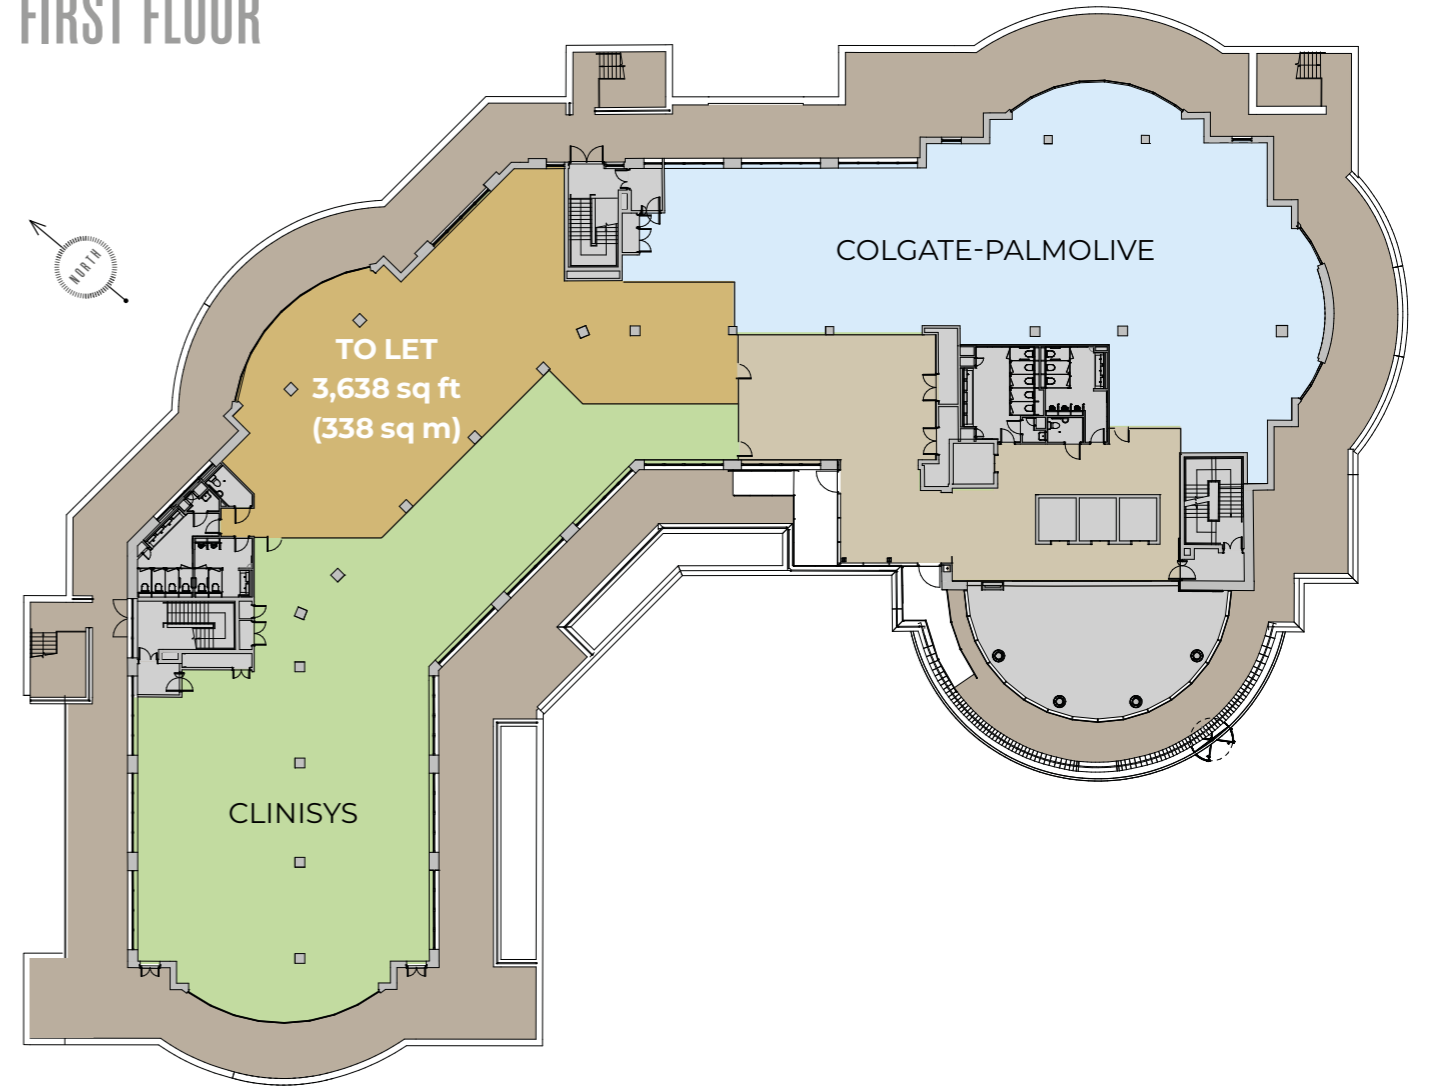 FIRST FLOOR
NORTH
COLGATE-PALMOLIVE
TO LET
3,638 sq ft
(338 sq m)
CLINISYS